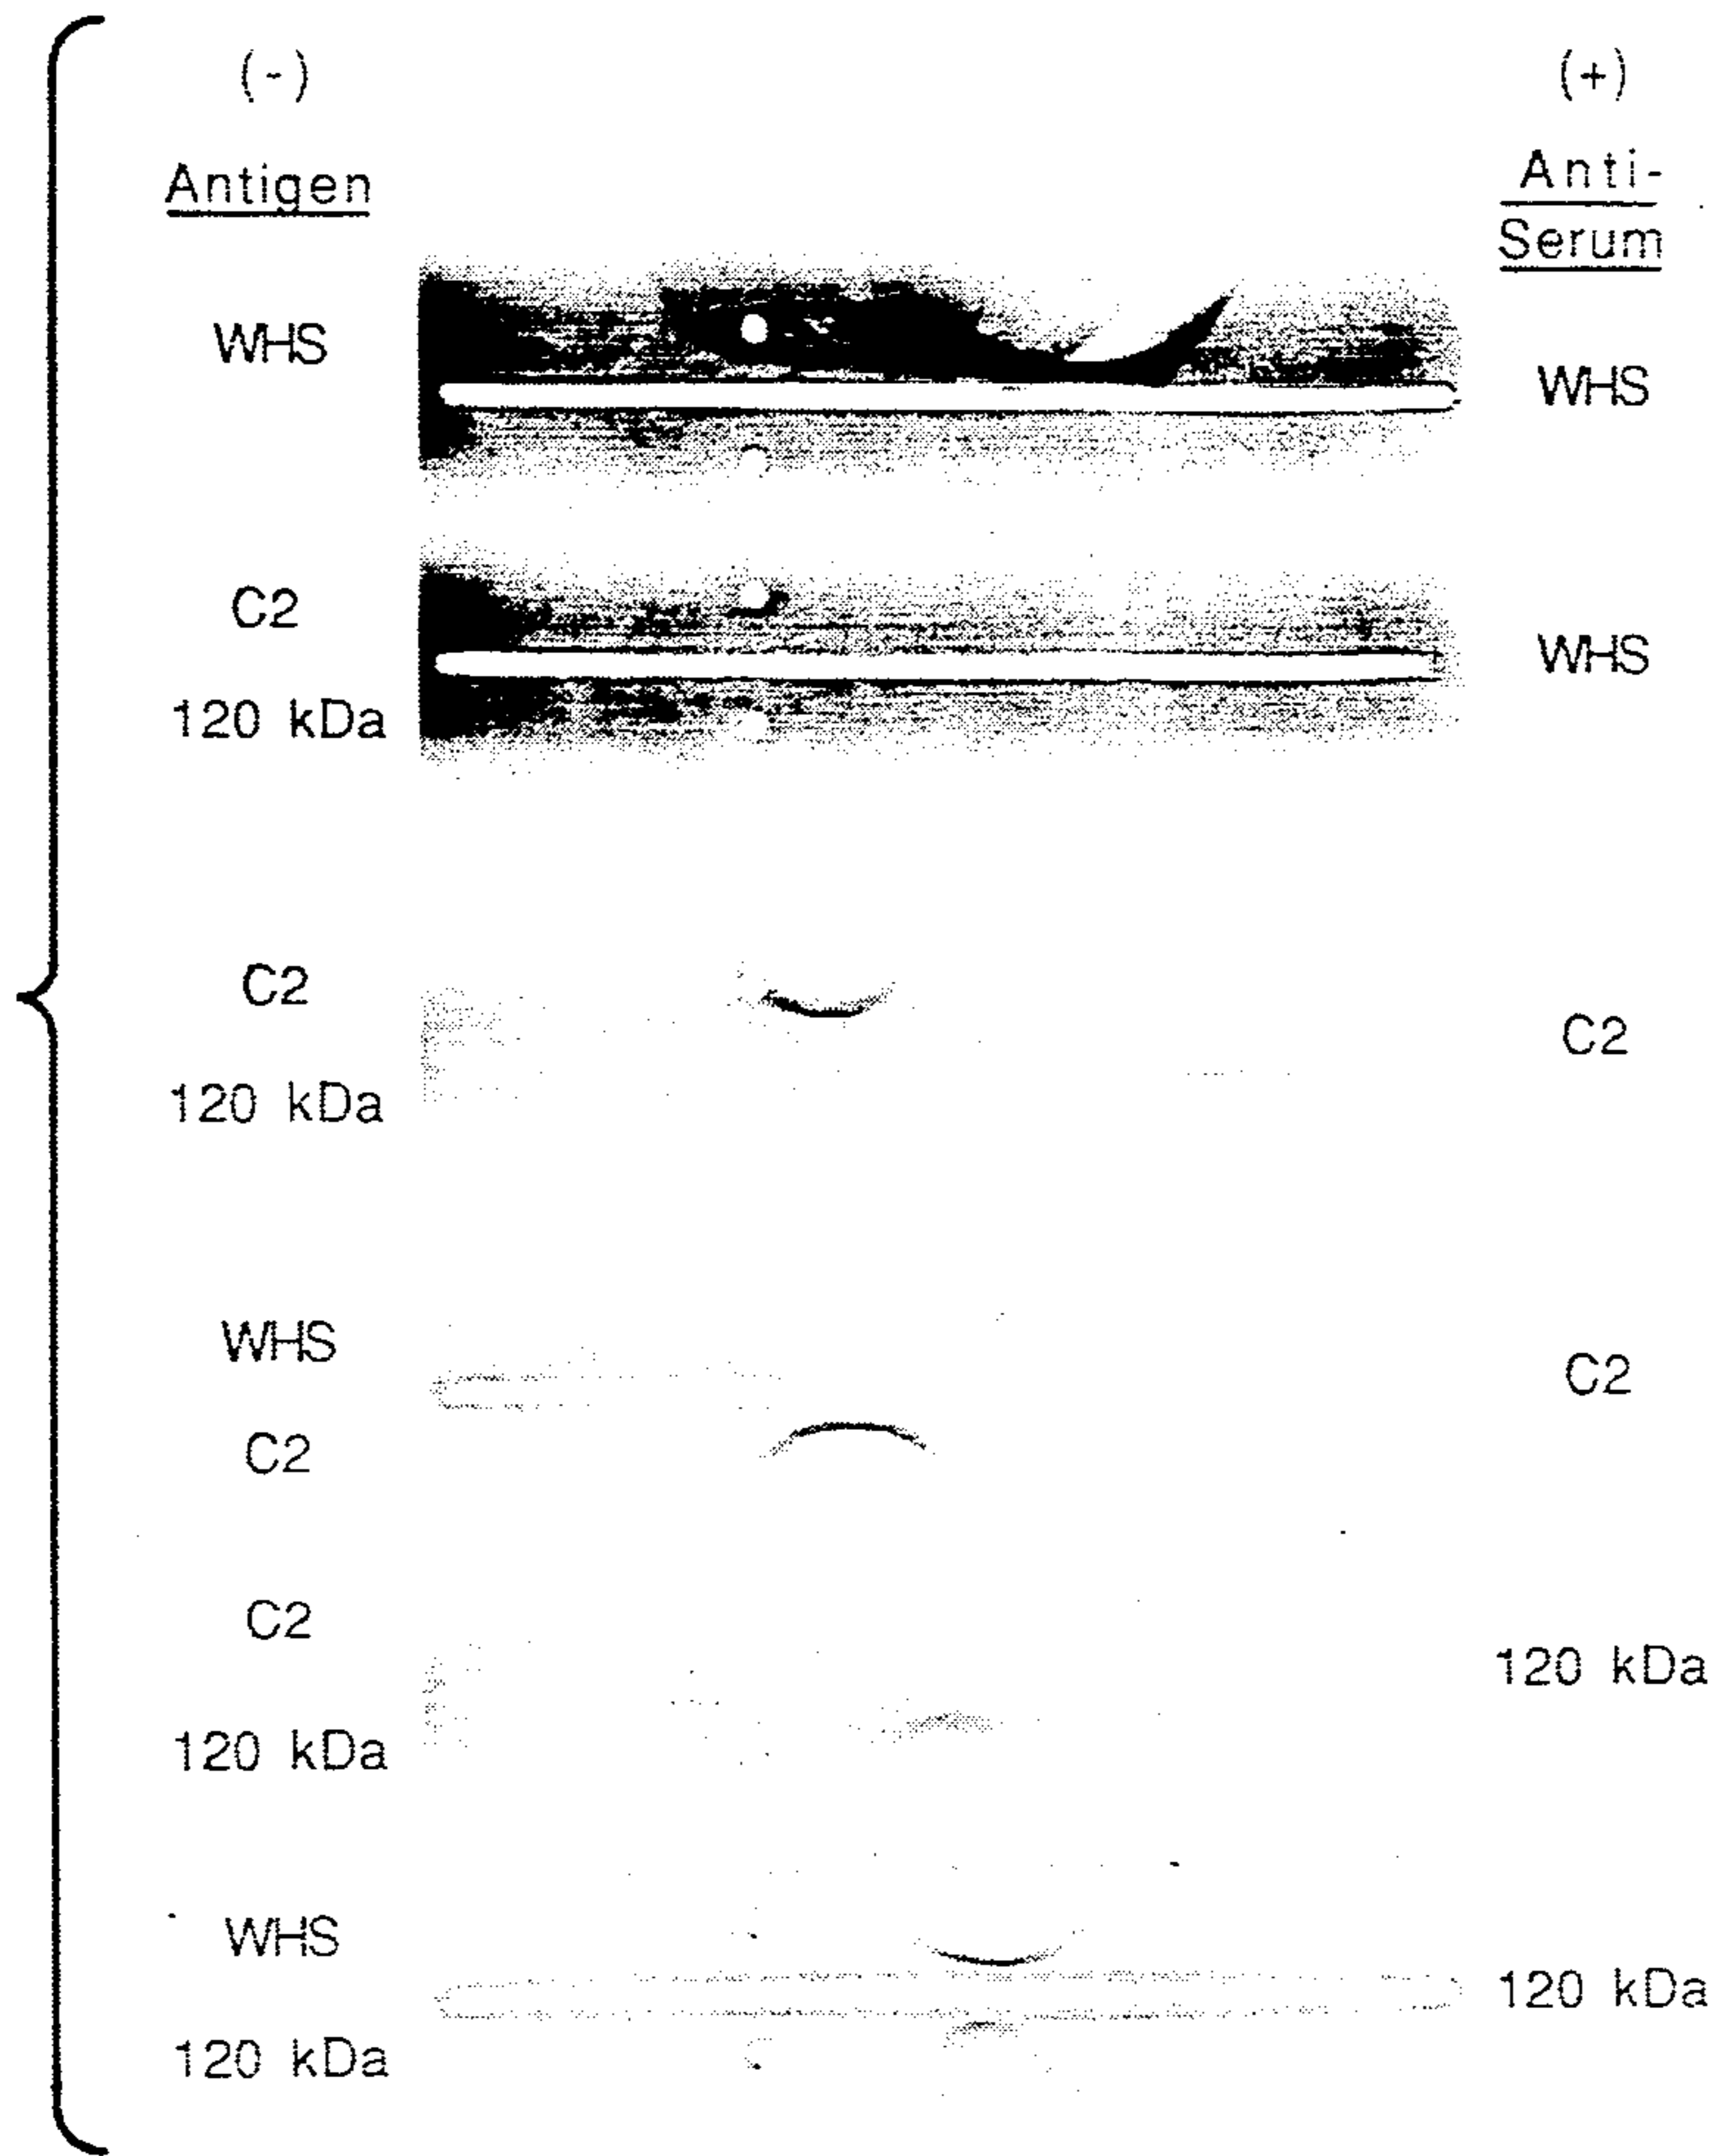 (-) (+)
Antigen Anti-
Serum
WHS WHS
C2 WHS
120 kDa
C2 C2
120 kDa
WHS C2
C2
C2 120 kDa
120 kDa
WHS 120 kDa
120 kDa